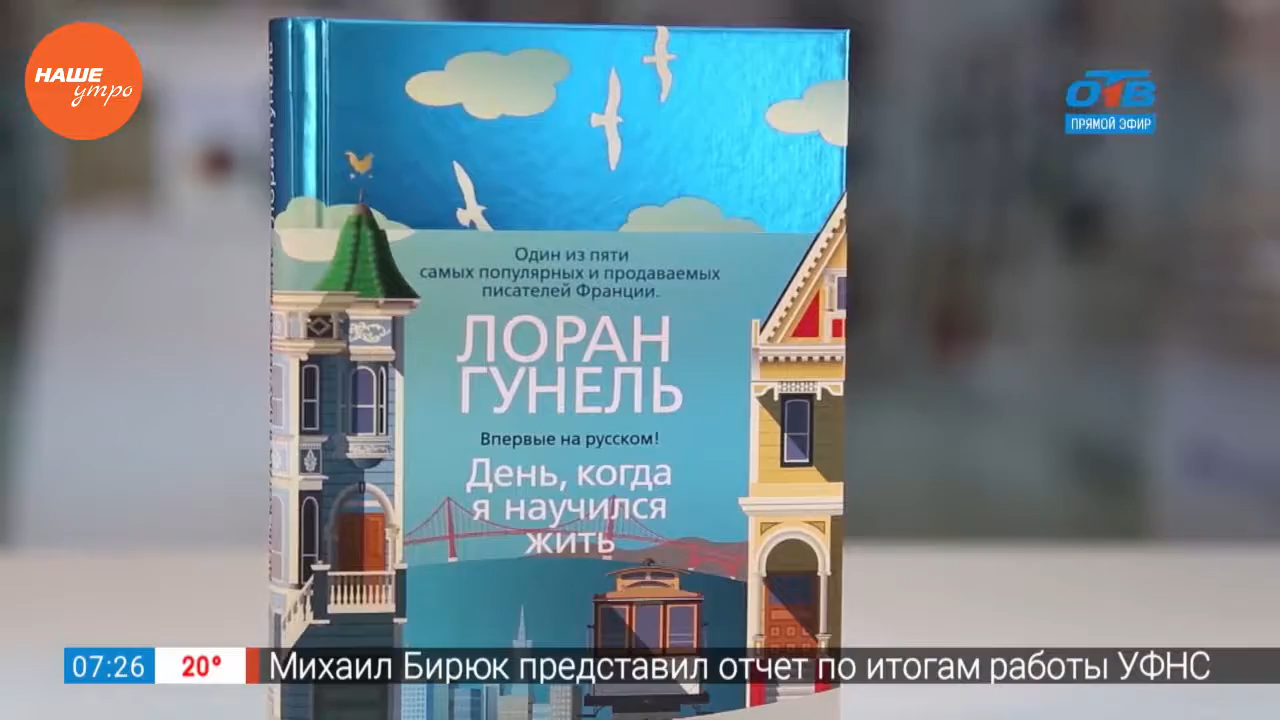 НАШЕ
утро
ОТВ
ПРЯМОЙ ЭФИР
Один из пяти
самых популярных и продаваемых
писателей Франции.
ЛОРАН
ГУНЕЛЬ
Впервые на русском!
День, когда
я научился
жить
07:26
20°
Михаил Бирюк представил отчет по итогам работы УФНС